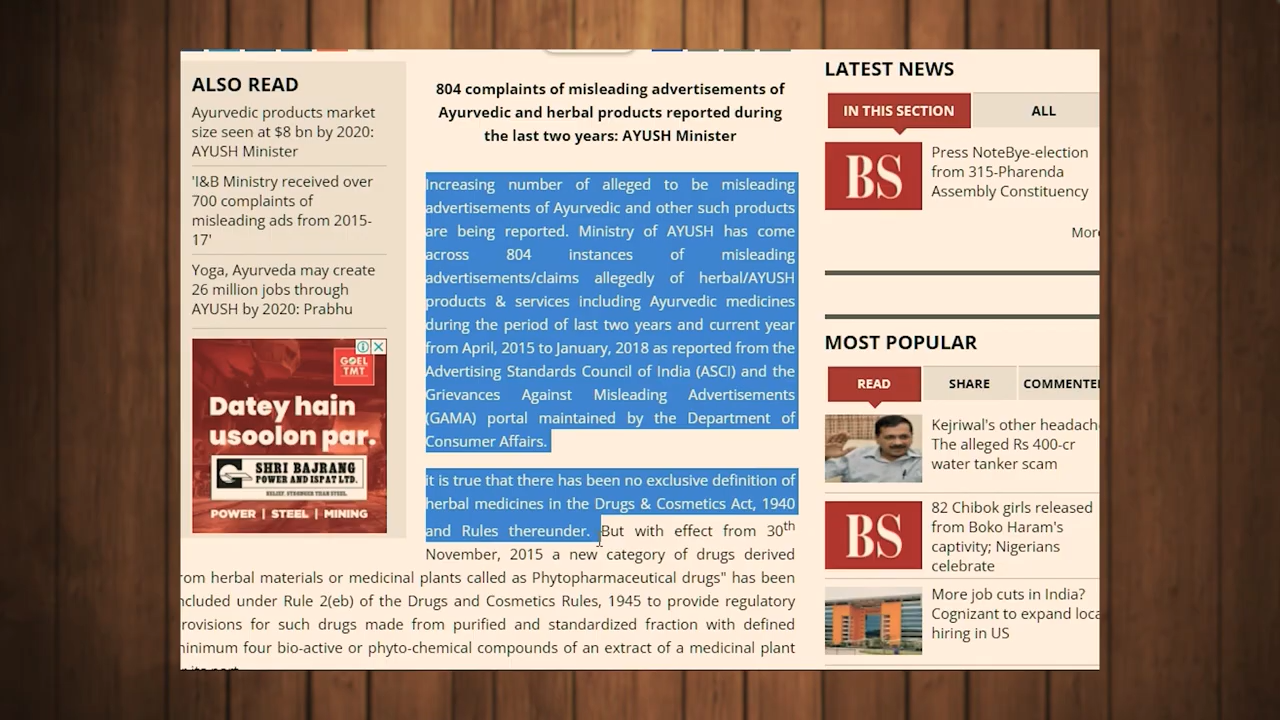 ALSO READ
Ayurvedic products market
size seen at $8 bn by 2020:
AYUSH Minister
'I&B Ministry received over
700 complaints of
misleading ads from 2015-
17'
Yoga, Ayurveda may create
26 million jobs through
AYUSH by 2020: Prabhu
GOEL
TMT
Datey hain
usoolon par.
SHRI BAJRANG
POWER AND ISPAT LTD.
RELIEF. STRONGER THAN STEEL.
POWER | STEEL | MINING
804 complaints of misleading advertisements of
Ayurvedic and herbal products reported during
the last two years: AYUSH Minister
Increasing number of alleged to be misleading
advertisements of Ayurvedic and other such products
are being reported. Ministry of AYUSH has come
across 804 instances of misleading
advertisements/claims allegedly of herbal/AYUSH
products & services including Ayurvedic medicines
during the period of last two years and current year
from April, 2015 to January, 2018 as reported from the
Advertising Standards Council of India (ASCI) and the
Grievances Against Misleading Advertisements
(GAMA) portal maintained by the Department of
Consumer Affairs.
it is true that there has been no exclusive definition of
herbal medicines in the Drugs & Cosmetics Act, 1940
and Rules thereunder. But with effect from 30th
November, 2015 a new category of drugs derived
rom herbal materials or medicinal plants called as Phytopharmaceutical drugs" has been
ncluded under Rule 2(eb) of the Drugs and Cosmetics Rules, 1945 to provide regulatory
rovisions for such drugs made from purified and standardized fraction with defined
inimum four bio-active or phyto-chemical compounds of an extract of a medicinal plant
LATEST NEWS
IN THIS SECTION
ALL
BS
Press NoteBye-election
from 315-Pharenda
Assembly Constituency
More
MOST POPULAR
READ
SHARE
COMMENTE
Kejriwal's other headach
The alleged Rs 400-cr
water tanker scam
BS
82 Chibok girls released
from Boko Haram's
captivity; Nigerians
celebrate
More job cuts in India?
Cognizant to expand loca
hiring in US